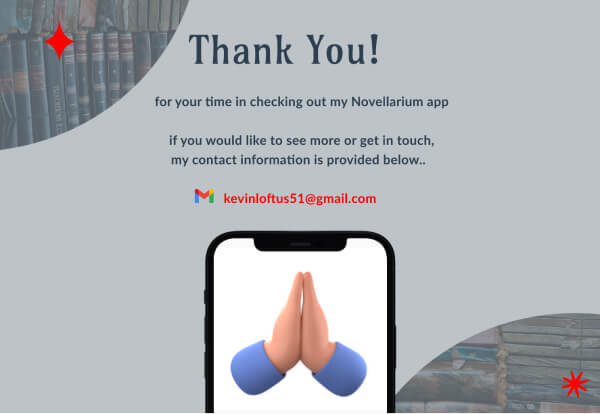 Thank You!
for your time in checking out my Novellarium app
if you would like to see more or get in touch,
my contact information is provided below..
kevinloftus51@gmail.com